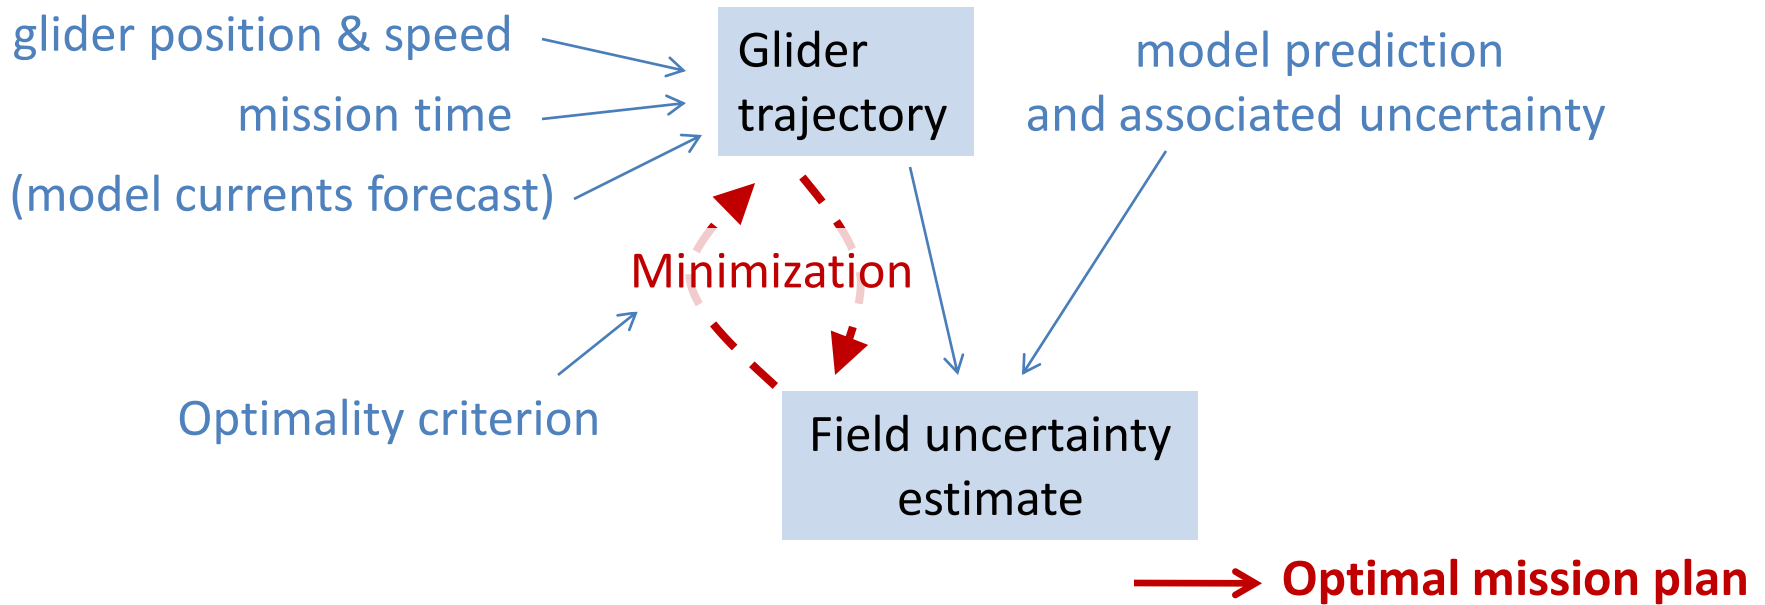 glider position & speed
mission time
(model currents forecast)
Glider
trajectory
model prediction
and associated uncertainty
Minimization
Optimality criterion
Field uncertainty
estimate
Optimal mission plan